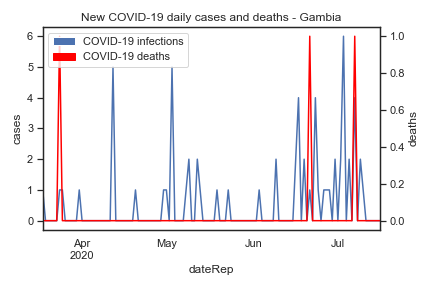 New COVID-19 daily cases and deaths - Gambia
COVID-19 infections
COVID-19 deaths
cases
deaths
6
5
4
3
2
1
0
1.0
0.8
0.6
0.4
0.2
0.0
Apr
2020
May
Jun
Jul
dateRep